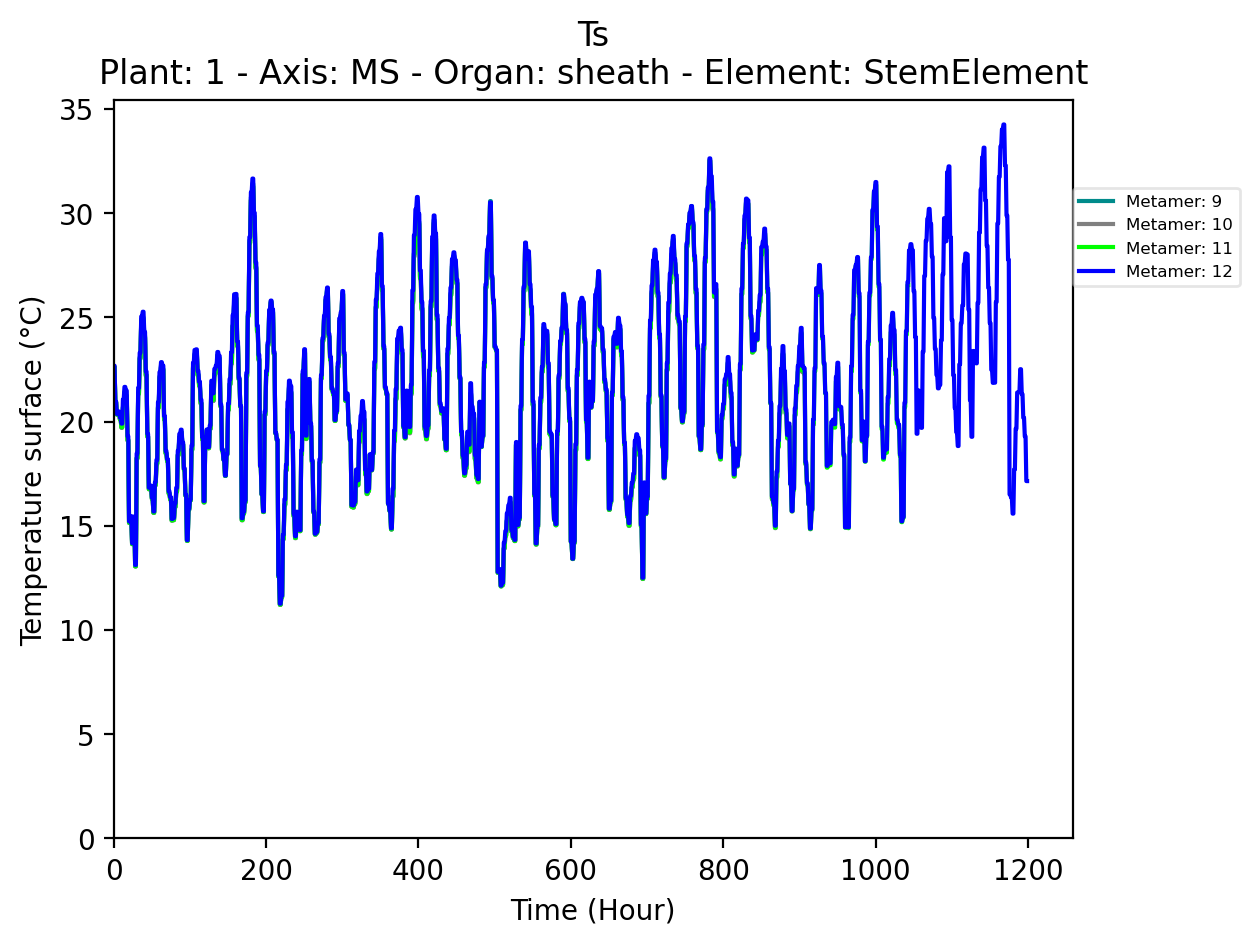 Ts
Plant: 1 - Axis: MS - Organ: sheath - Element: StemElement
Temperature surface (°C)
35
30
25
20
15
10
5
0
0 200 400 600 800 1000 1200
Time (Hour)
Metamer: 9
Metamer: 10
Metamer: 11
Metamer: 12